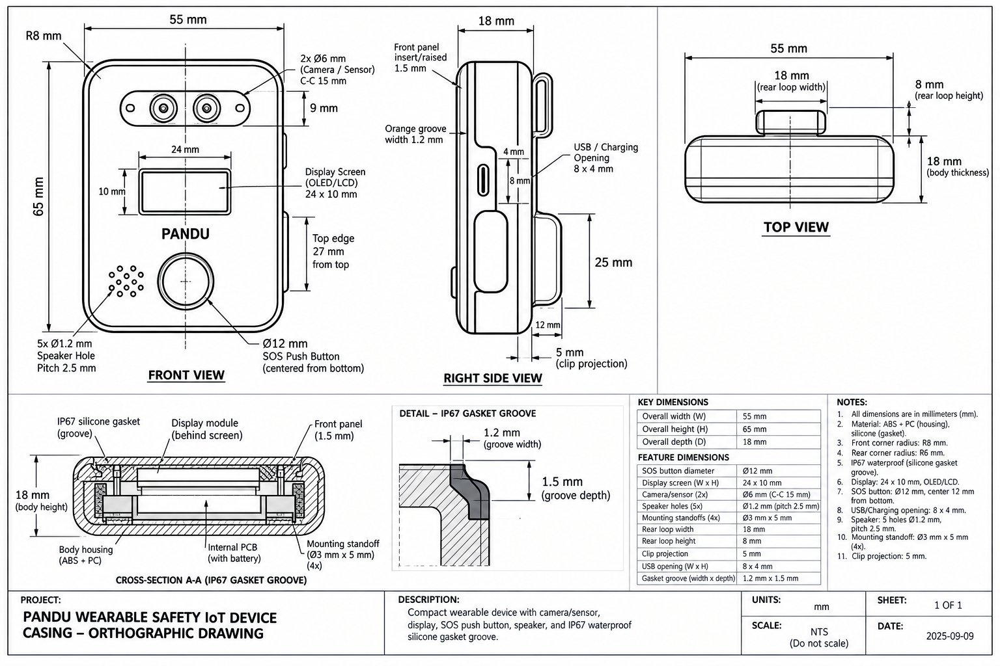 55 mm
R8 mm
2x Ø6 mm
(Camera / Sensor)
C-C 15 mm
9 mm
24 mm
Display Screen
(OLED/LCD)
24 x 10 mm
10 mm
65 mm
PANDU
Top edge
27 mm
from top
5x Ø1.2 mm
Speaker Hole
Pitch 2.5 mm
Ø12 mm
SOS Push Button
(centered from bottom)
FRONT VIEW
18 mm
Front panel
insert/raised
1.5 mm
Orange groove
width 1.2 mm
4 mm
8 mm
USB / Charging
Opening
8 x 4 mm
25 mm
12 mm
5 mm
(clip projection)
RIGHT SIDE VIEW
55 mm
18 mm
(rear loop width)
8 mm
(rear loop height)
18 mm
(body thickness)
TOP VIEW
IP67 silicone gasket
(groove)
Display module
(behind screen)
Front panel
(1.5 mm)
18 mm
(body height)
Body housing
(ABS + PC)
Internal PCB
(with battery)
Mounting standoff
(Ø3 mm x 5 mm)
(4x)
CROSS-SECTION A-A (IP67 GASKET GROOVE)
DETAIL – IP67 GASKET GROOVE
1.2 mm
(groove width)
1.5 mm
(groove depth)
KEY DIMENSIONS
Overall width (W) 55 mm
Overall height (H) 65 mm
Overall depth (D) 18 mm
FEATURE DIMENSIONS
SOS button diameter Ø12 mm
Display screen (W x H) 24 x 10 mm
Camera/sensor (2x) Ø6 mm (C-C 15 mm)
Speaker holes (5x) Ø1.2 mm (pitch 2.5 mm)
Mounting standoffs (4x) Ø3 mm x 5 mm
Rear loop width 18 mm
Rear loop height 8 mm
Clip projection 5 mm
USB opening (W x H) 8 x 4 mm
Gasket groove (width x depth) 1.2 mm x 1.5 mm
NOTES:
1. All dimensions are in millimeters (mm).
2. Material: ABS + PC (housing),
silicone (gasket).
3. Front corner radius: R8 mm.
4. Rear corner radius: R6 mm.
5. IP67 waterproof (silicone gasket
groove).
6. Display: 24 x 10 mm, OLED/LCD.
7. SOS button: Ø12 mm, center 12 mm
from bottom.
8. USB/Charging opening: 8 x 4 mm.
9. Speaker: 5 holes Ø1.2 mm,
pitch 2.5 mm.
10. Mounting standoff: Ø3 mm x 5 mm
(4x).
11. Clip projection: 5 mm.
PROJECT:
PANDU WEARABLE SAFETY IoT DEVICE
CASING – ORTHOGRAPHIC DRAWING
DESCRIPTION:
Compact wearable device with camera/sensor,
display, SOS push button, speaker, and IP67 waterproof
silicone gasket groove.
UNITS:
mm
SCALE:
NTS
(Do not scale)
SHEET:
1 OF 1
DATE:
2025-09-09